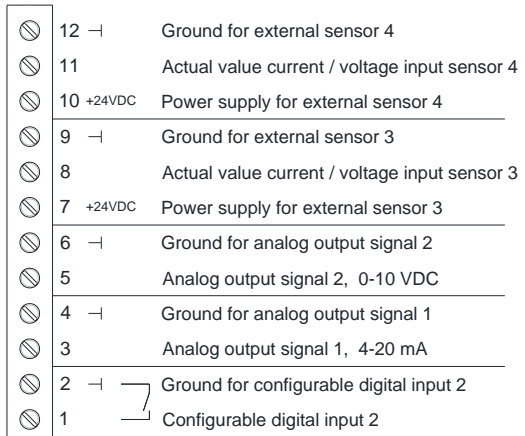 12 ⊣ Ground for external sensor 4
11 Actual value current / voltage input sensor 4
10 +24VDC Power supply for external sensor 4
9 ⊣ Ground for external sensor 3
8 Actual value current / voltage input sensor 3
7 +24VDC Power supply for external sensor 3
6 ⊣ Ground for analog output signal 2
5 Analog output signal 2, 0-10 VDC
4 ⊣ Ground for analog output signal 1
3 Analog output signal 1, 4-20 mA
2 ⊣ Ground for configurable digital input 2
1 Configurable digital input 2